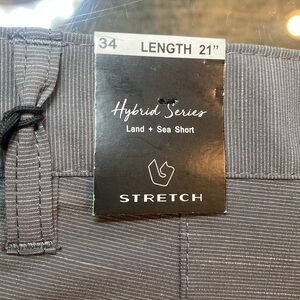 34 LENGTH 21"
Hybrid Series
Land + Sea Short
STRETCH